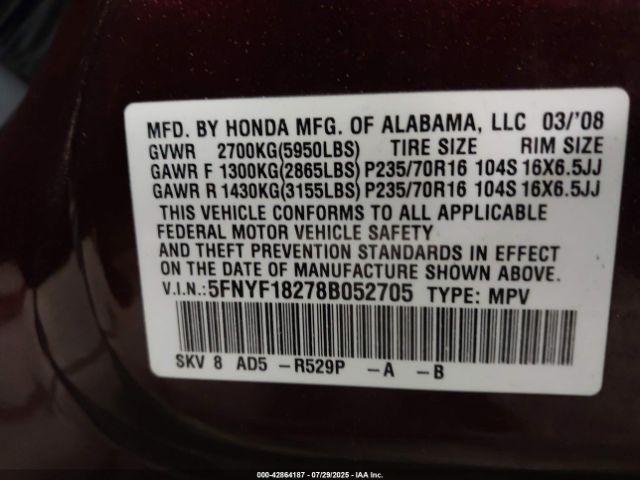 MFD. BY HONDA MFG. OF ALABAMA, LLC 03/'08
GVWR 2700KG(5950LBS) TIRE SIZE RIM SIZE
GAWR F 1300KG(2865LBS) P235/70R16 104S 16X6.5JJ
GAWR R 1430KG(3155LBS) P235/70R16 104S 16X6.5JJ
THIS VEHICLE CONFORMS TO ALL APPLICABLE
FEDERAL MOTOR VEHICLE SAFETY
AND THEFT PREVENTION STANDARDS IN EFFECT
ON THE DATE OF MANUFACTURE SHOWN ABOVE.
V.I.N.: 5FNYF18278B052705 TYPE: MPV
SKV 8 AD5 -R529P -A -B
000-42864187 - 07/29/2025 - IAA Inc.